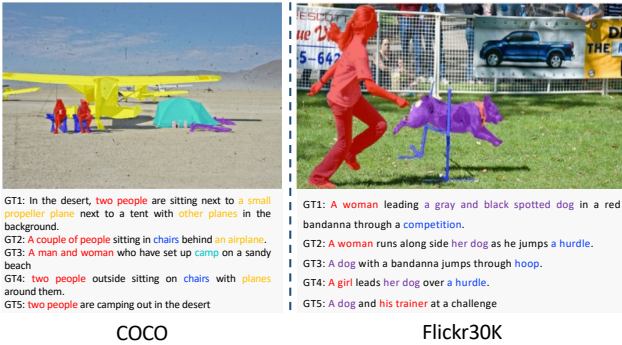 GT1: In the desert, two people are sitting next to a small
propeller plane next to a tent with other planes in the
background.
GT2: A couple of people sitting in chairs behind an airplane.
GT3: A man and woman who have set up camp on a sandy
beach
GT4: two people outside sitting on chairs with planes
around them.
GT5: two people are camping out in the desert
COCO
GT1: A woman leading a gray and black spotted dog in a red
bandanna through a competition.
GT2: A woman runs along side her dog as he jumps a hurdle.
GT3: A dog with a bandanna jumps through hoop.
GT4: A girl leads her dog over a hurdle.
GT5: A dog and his trainer at a challenge
Flickr30K